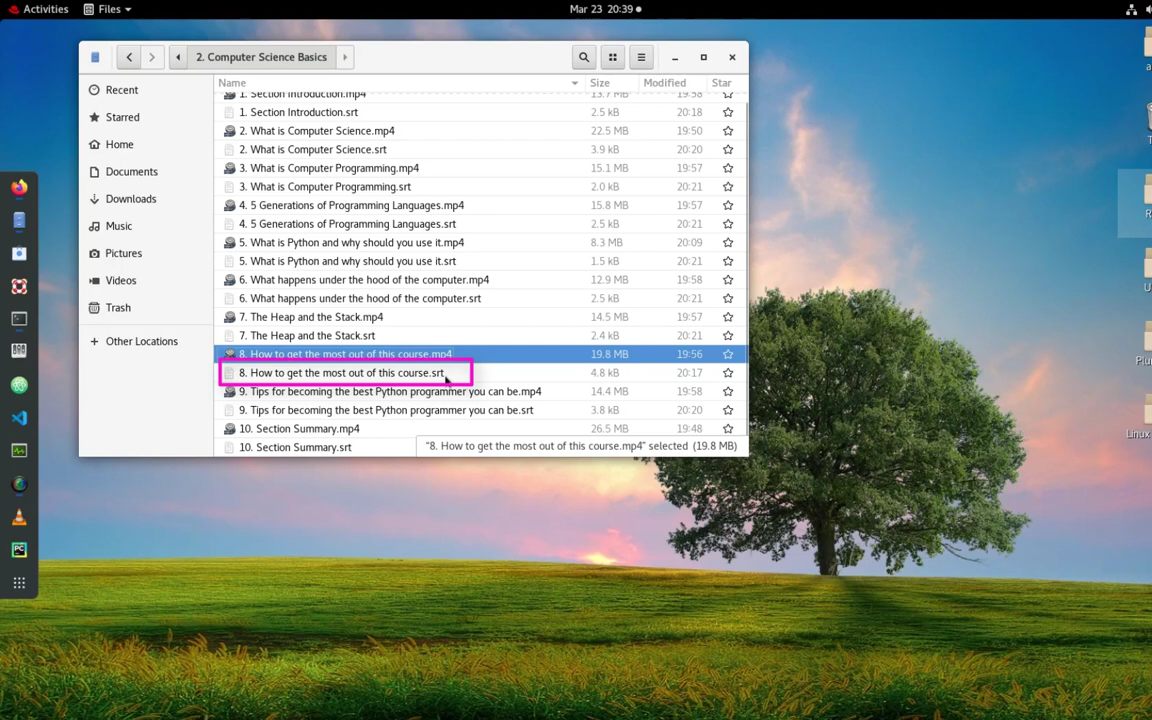 Activities Files Mar 23 20:39
2. Computer Science Basics
Name Size Modified Star
Recent
Starred
Home
Documents
Downloads
Music
Pictures
Videos
Trash
Other Locations
1. Section Introduction.mp4 13.7 MB 19:58
1. Section Introduction.srt 2.5 kB 20:18
2. What is Computer Science.mp4 22.5 MB 19:50
2. What is Computer Science.srt 3.9 kB 20:20
3. What is Computer Programming.mp4 15.1 MB 19:57
3. What is Computer Programming.srt 2.0 kB 20:21
4. 5 Generations of Programming Languages.mp4 15.8 MB 19:57
4. 5 Generations of Programming Languages.srt 2.5 kB 20:21
5. What is Python and why should you use it.mp4 8.3 MB 20:09
5. What is Python and why should you use it.srt 1.5 kB 20:21
6. What happens under the hood of the computer.mp4 12.9 MB 19:58
6. What happens under the hood of the computer.srt 2.5 kB 20:21
7. The Heap and the Stack.mp4 14.5 MB 19:57
7. The Heap and the Stack.srt 2.4 kB 20:21
8. How to get the most out of this course.mp4 19.8 MB 19:56
8. How to get the most out of this course.srt 4.8 kB 20:17
9. Tips for becoming the best Python programmer you can be.mp4 14.4 MB 19:58
9. Tips for becoming the best Python programmer you can be.srt 3.8 kB 20:20
10. Section Summary.mp4 26.5 MB 19:48
10. Section Summary.srt
"8. How to get the most out of this course.mp4" selected (19.8 MB)
PC
Linux